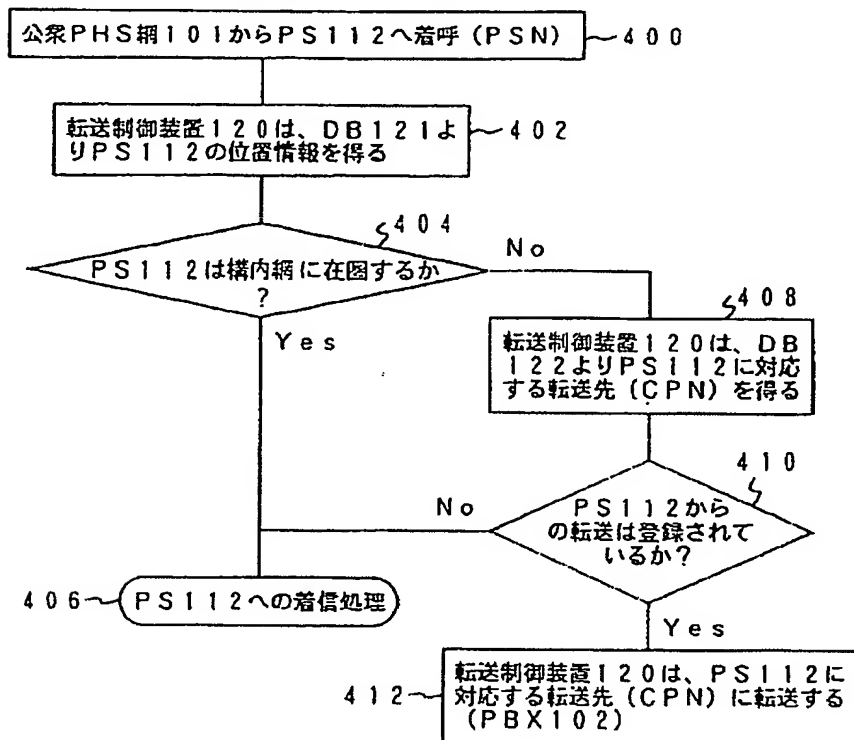 公衆PHS網101からPS112へ着呼(PSN)
400
転送制御装置120は、DB121よ
りPS112の位置情報を得る
402
404
PS112は構内網に在圏するか
?
No
Yes
408
転送制御装置120は、DB
122よりPS112に対応
する転送先(CPN)を得る
410
No
PS112から
の転送は登録されて
いるか?
406
PS112への着信処理
Yes
412
転送制御装置120は、PS112に
対応する転送先(CPN)に転送する
(PBX102)